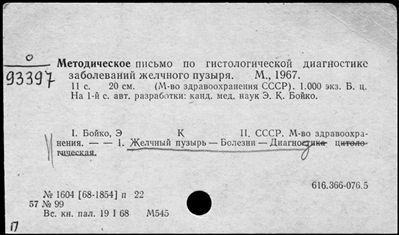 0
93397
Методическое письмо по гистологической диагностике
заболеваний желчного пузыря. М., 1967.
11 с. 20 см. (М-во здравоохранения СССР). 1.000 экз. Б. ц.
На 1-й с. авт. разработки: канд. мед. наук Э. К. Бойко.
I. Бойко, Э К II. СССР. М-во здравоохра-
нения. — — 1. Желчный пузырь — Болезни — Диагностика цитоло-
гическая.
616.366-076.5
№ 1604 [68-1854] п 22
57 № 99
Вс. кн. пал. 19 I 68 М545
П